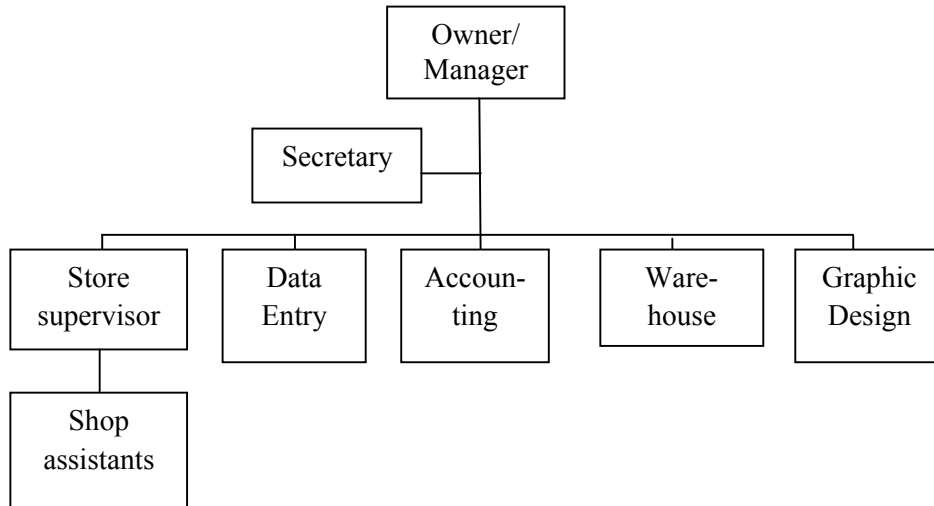 Owner/
Manager
Secretary
Store
supervisor
Data
Entry
Accoun-
ting
Ware-
house
Graphic
Design
Shop
assistants